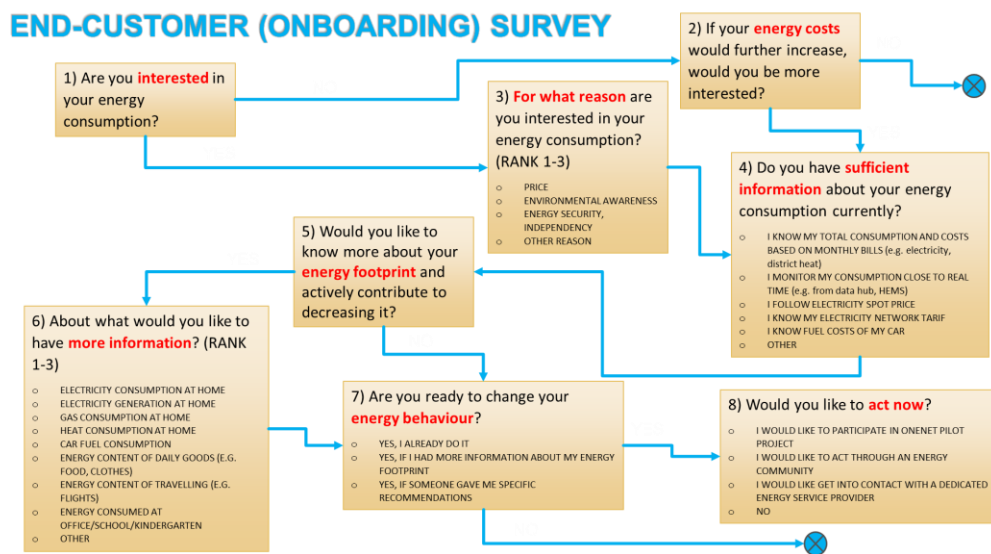 END-CUSTOMER (ONBOARDING) SURVEY
1) Are you interested in
your energy
consumption?
2) If your energy costs
would further increase,
would you be more
interested?
3) For what reason are
you interested in your
energy consumption?
(RANK 1-3)
o PRICE
o ENVIRONMENTAL AWARENESS
o ENERGY SECURITY,
INDEPENDENCY
o OTHER REASON
4) Do you have sufficient
information about your energy
consumption currently?
o I KNOW MY TOTAL CONSUMPTION AND COSTS
BASED ON MONTHLY BILLS (e.g. electricity,
district heat)
o I MONITOR MY CONSUMPTION CLOSE TO REAL
TIME (e.g. from data hub, HEMS)
o I FOLLOW ELECTRICITY SPOT PRICE
o I KNOW MY ELECTRICITY NETWORK TARIF
o I KNOW FUEL COSTS OF MY CAR
o OTHER
5) Would you like to
know more about your
energy footprint and
actively contribute to
decreasing it?
6) About what would you like to
have more information? (RANK
1-3)
o ELECTRICITY CONSUMPTION AT HOME
o ELECTRICITY GENERATION AT HOME
o GAS CONSUMPTION AT HOME
o HEAT CONSUMPTION AT HOME
o CAR FUEL CONSUMPTION
o ENERGY CONTENT OF DAILY GOODS (E.G.
FOOD, CLOTHES)
o ENERGY CONTENT OF TRAVELLING (E.G.
FLIGHTS)
o ENERGY CONSUMED AT
OFFICE/SCHOOL/KINDERGARTEN
o OTHER
7) Are you ready to change your
energy behaviour?
o YES, I ALREADY DO IT
o YES, IF I HAD MORE INFORMATION ABOUT MY ENERGY
FOOTPRINT
o YES, IF SOMEONE GAVE ME SPECIFIC
RECOMMENDATIONS
8) Would you like to act now?
o I WOULD LIKE TO PARTICIPATE IN ONENET PILOT
PROJECT
o I WOULD LIKE TO ACT THROUGH AN ENERGY
COMMUNITY
o I WOULD LIKE GET INTO CONTACT WITH A DEDICATED
ENERGY SERVICE PROVIDER
o NO